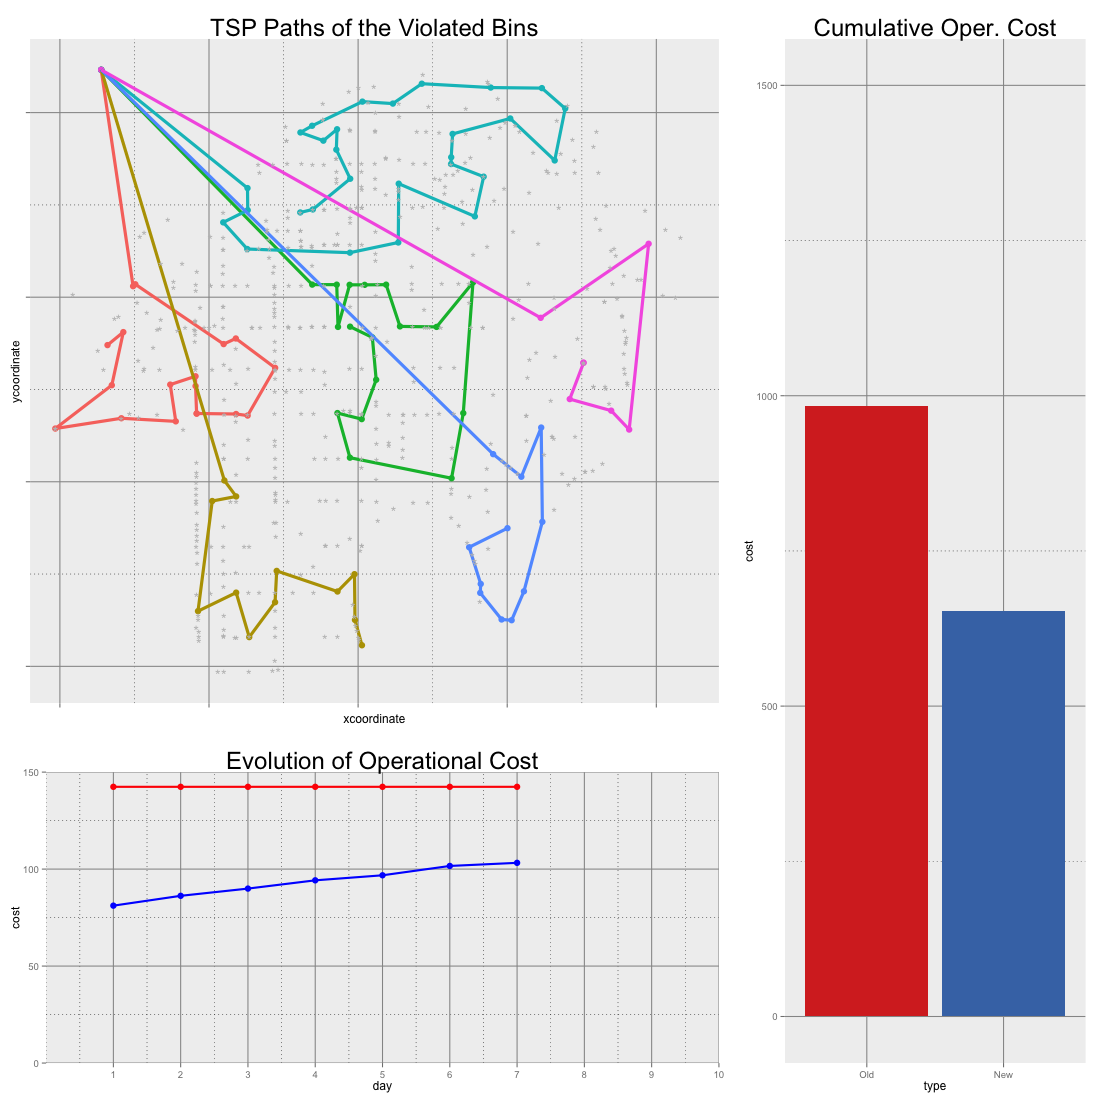 TSP Paths of the Violated Bins
ycoordinate
xcoordinate
Cumulative Oper. Cost
1500
1000
500
0
cost
Old New
type
Evolution of Operational Cost
150
100
50
0
cost
1 2 3 4 5 6 7 8 9 10
day